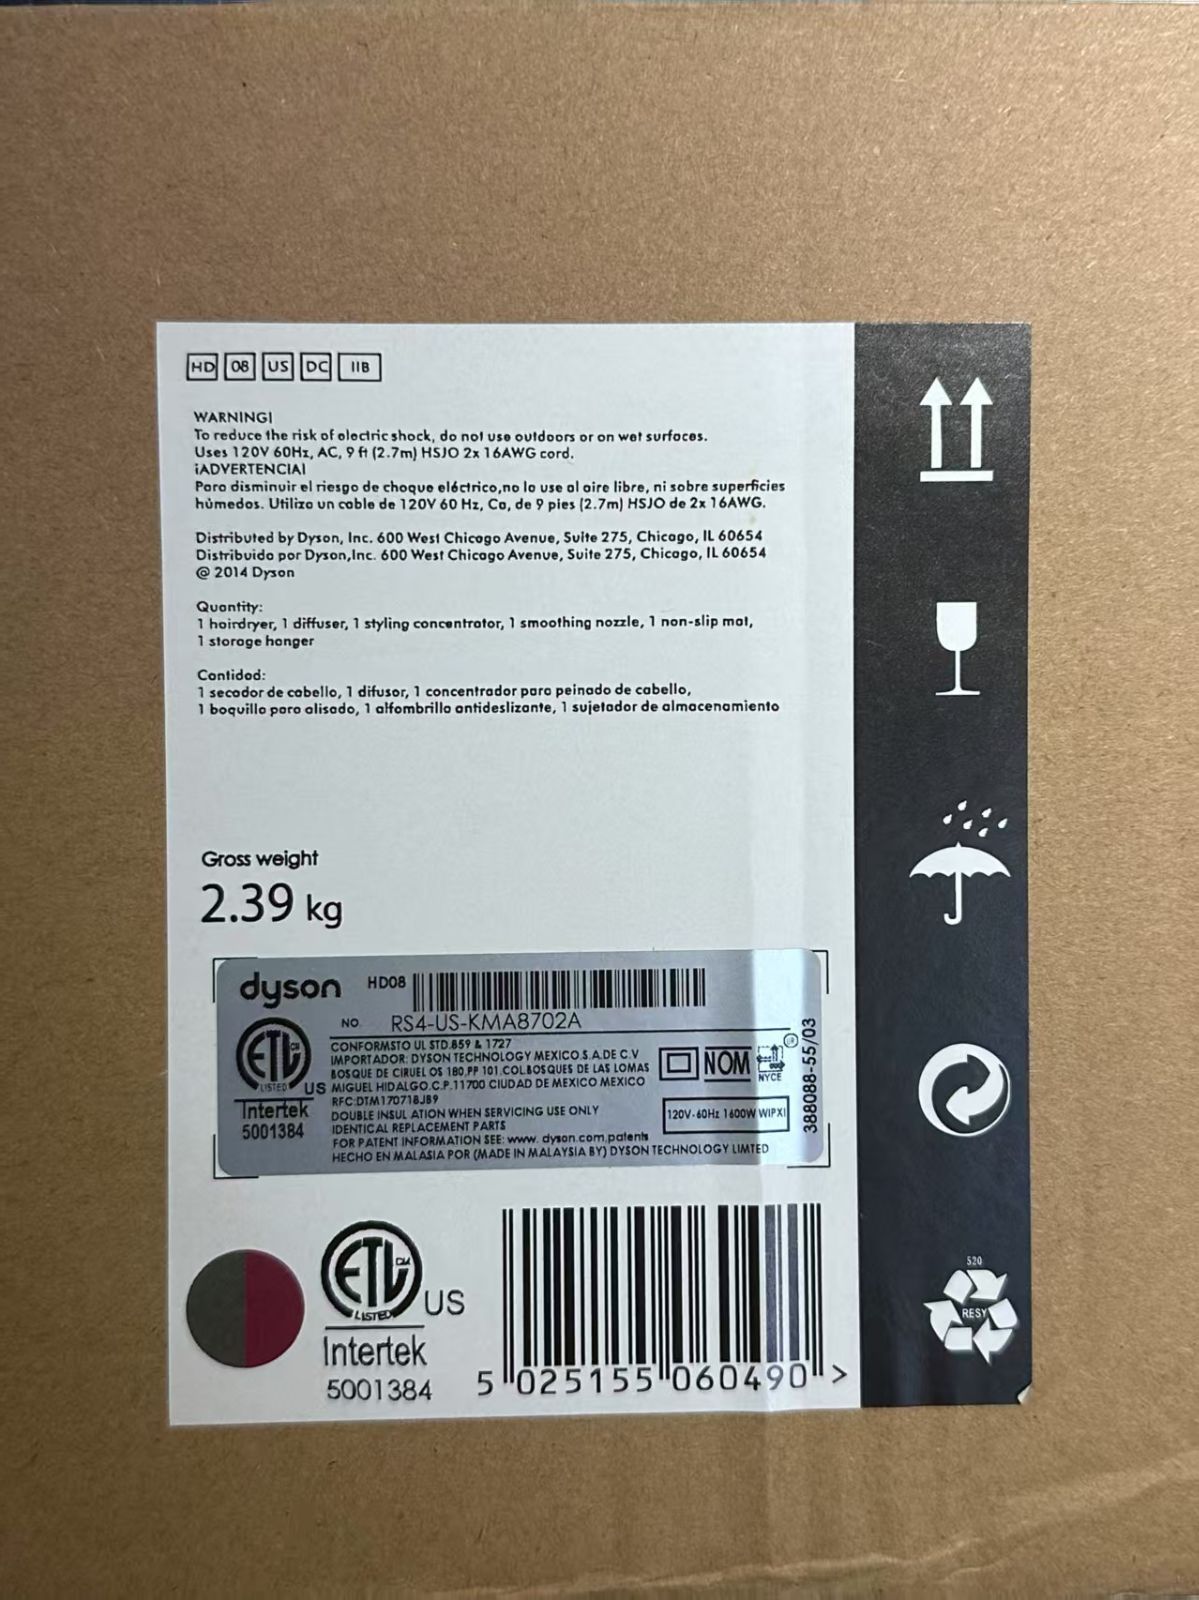 HD 08 US DC IIB
WARNING!
To reduce the risk of electric shock, do not use outdoors or on wet surfaces.
Uses 120V 60Hz, AC, 9 ft (2.7m) HSJO 2x 16AWG cord.
¡ADVERTENCIA!
Para disminuir el riesgo de choque eléctrico,no lo use al aire libre, ni sobre superficies
húmedas. Utiliza un cable de 120V 60 Hz, Ca, de 9 pies (2.7m) HSJO de 2x 16AWG.
Distributed by Dyson, Inc. 600 West Chicago Avenue, Suite 275, Chicago, IL 60654
Distribuido por Dyson,Inc. 600 West Chicago Avenue, Suite 275, Chicago, IL 60654
@ 2014 Dyson
Quantity:
1 hairdryer, 1 diffuser, 1 styling concentrator, 1 smoothing nozzle, 1 non-slip mat,
1 storage hanger
Cantidad:
1 secador de cabello, 1 difusor, 1 concentrador para peinado de cabello,
1 boquilla para alisado, 1 alfombrilla antideslizante, 1 sujetador de almacenamiento
Gross weight
2.39 kg
dyson HD08
NO. RS4-US-KMA8702A
ETL CM LISTED US
Intertek
5001384
CONFORMSTO UL STD.859 & 1727
IMPORTADOR: DYSON TECHNOLOGY MEXICO.S.A.DE C.V
BOSQUE DE CIRUEL OS 180,PP 101.COL.BOSQUES DE LAS LOMAS
MIGUEL HIDALGO.C.P.11700 CIUDAD DE MEXICO MEXICO
RFC:DTM170718JB9
DOUBLE INSUL ATION WHEN SERVICING USE ONLY
IDENTICAL REPLACEMENT PARTS
FOR PATENT INFORMATION SEE: www. dyson.com.patents
HECHO EN MALASIA POR (MADE IN MALAYSIA BY) DYSON TECHNOLOGY LIMTED
NOM
NYCE
120V-60Hz 1600W WIPXI
388088-55/03
ETL CM LISTED US
Intertek
5001384
5 025155 060490 >
520
RESY